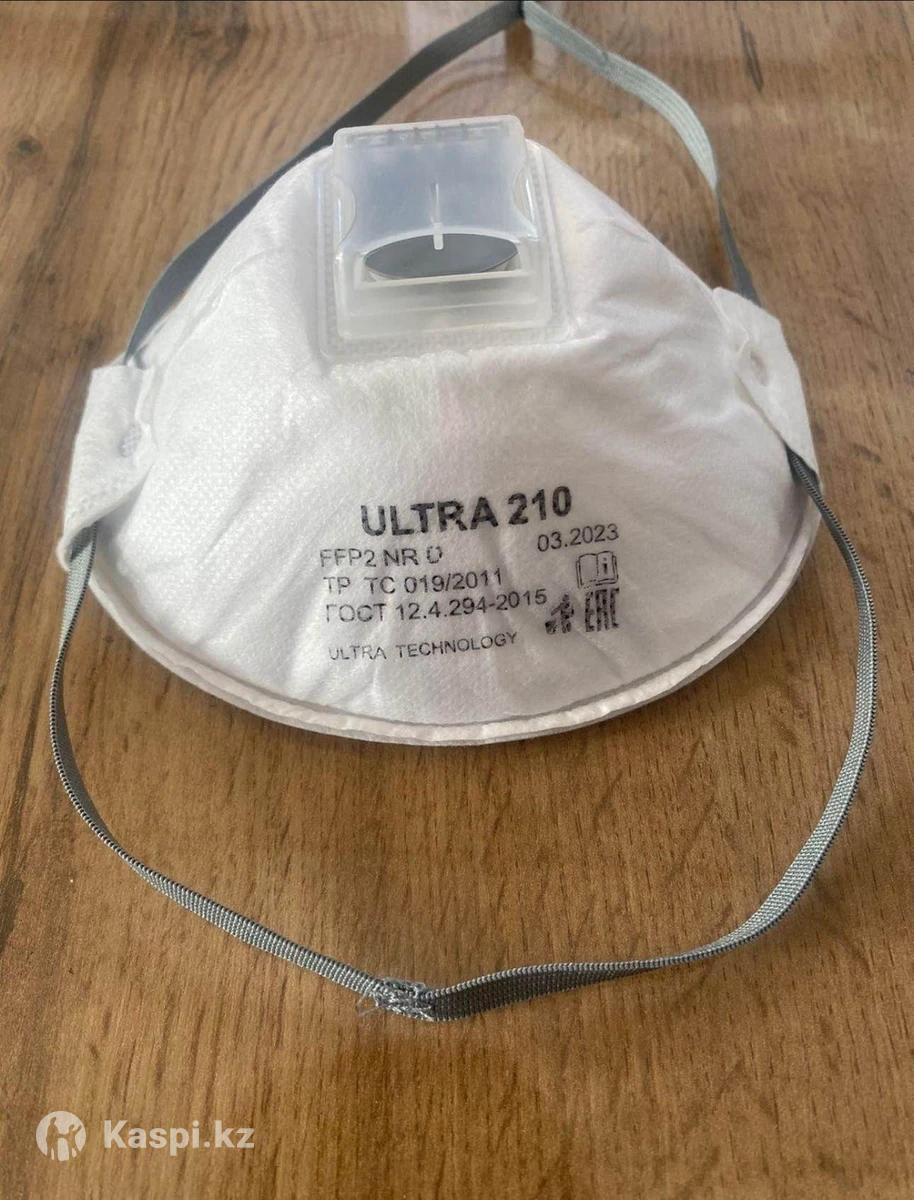 ULTRA 210
FFP2 NR D 03.2023
ТР ТС 019/2011
ГОСТ 12.4.294-2015 EAC
ULTRA TECHNOLOGY
Kaspi.kz